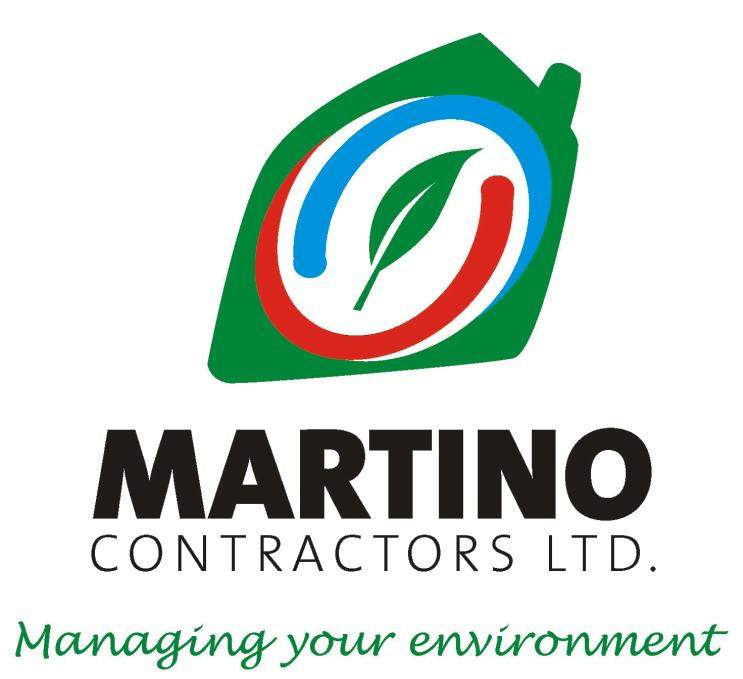 MARTINO
CONTRACTORS LTD.
Managing your environment